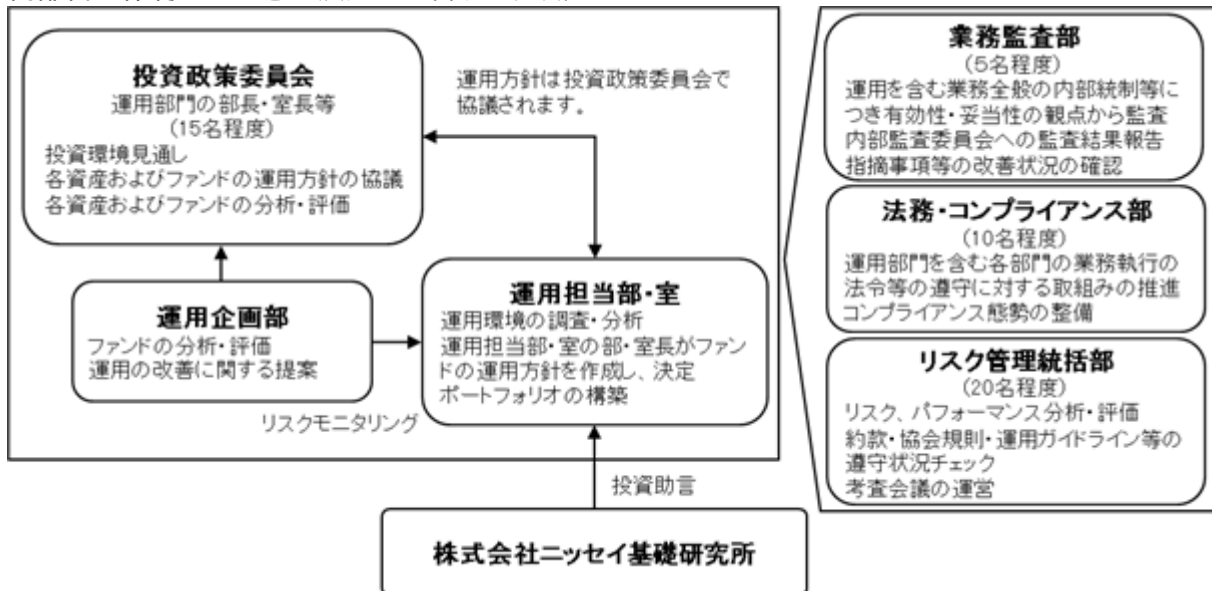 投資政策委員会
運用部門の部長・室長等
(15名程度)
投資環境見通し
各資産およびファンドの運用方針の協議
各資産およびファンドの分析・評価
運用方針は投資政策委員会で
協議されます。
運用企画部
ファンドの分析・評価
運用の改善に関する提案
リスクモニタリング
運用担当部・室
運用環境の調査・分析
運用担当部・室の部・室長がファン
ドの運用方針を作成し、決定
ポートフォリオの構築
投資助言
株式会社ニッセイ基礎研究所
業務監査部
(5名程度)
運用を含む業務全般の内部統制等に
つき有効性・妥当性の観点から監査
内部監査委員会への監査結果報告
指摘事項等の改善状況の確認
法務・コンプライアンス部
(10名程度)
運用部門を含む各部門の業務執行の
法令等の遵守に対する取組みの推進
コンプライアンス態勢の整備
リスク管理統括部
(20名程度)
リスク、パフォーマンス分析・評価
約款・協会規則・運用ガイドライン等の
遵守状況チェック
考査会議の運営